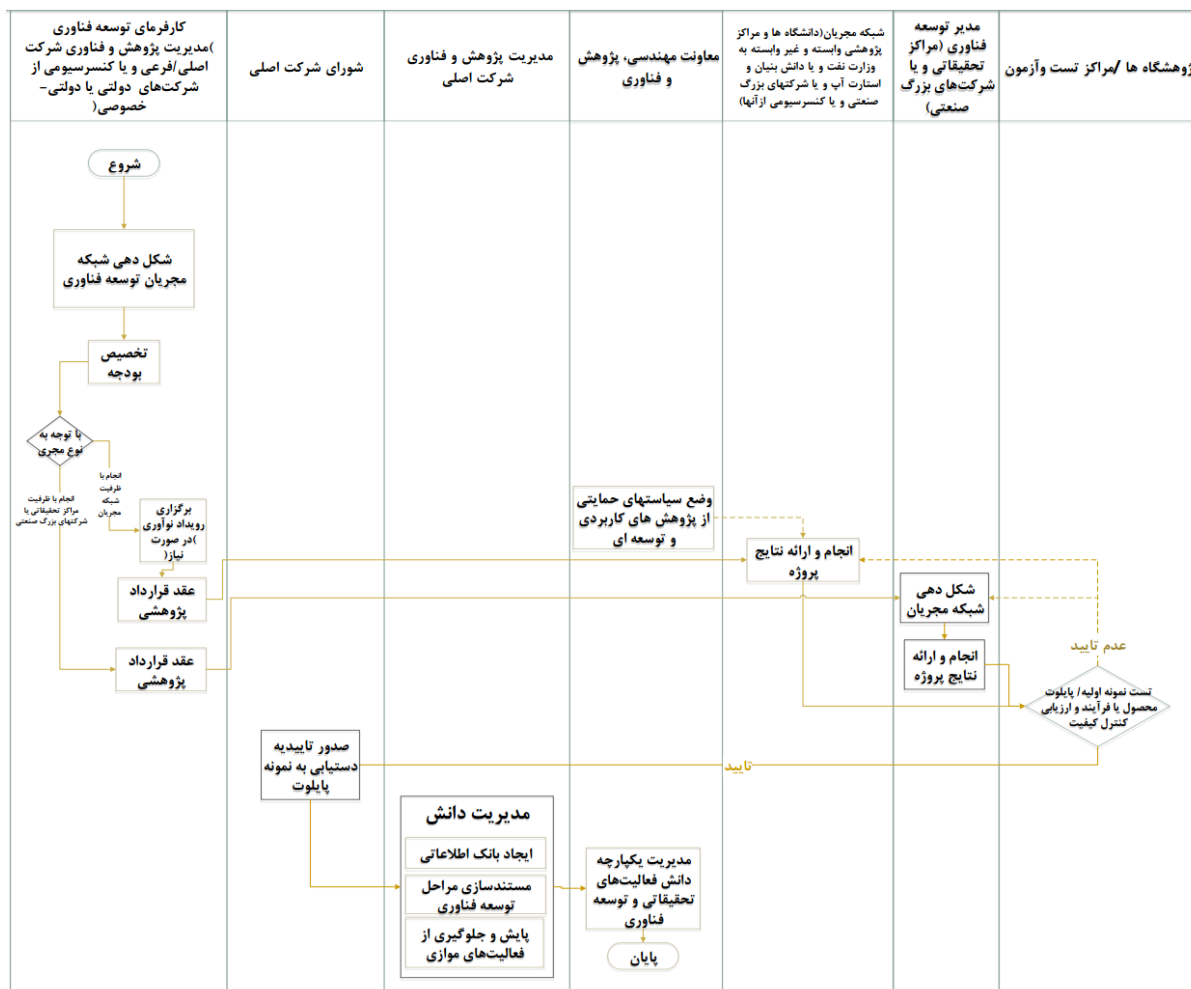 کارفرمای توسعه فناوری
)مدیریت پژوهش و فناوری شرکت
اصلی/فرعی و یا کنسرسیومی از
شرکت‌های دولتی یا دولتی-
خصوصی(
شورای شرکت اصلی
مدیریت پژوهش و فناوری
شرکت اصلی
معاونت مهندسی، پژوهش
و فناوری
شبکه مجریان(دانشگاه ها و مراکز
پژوهشی وابسته و غیر وابسته به
وزارت نفت و یا دانش بنیان و
استارت آپ و یا شرکتهای بزرگ
صنعتی و یا کنسرسیومی ازآنها)
مدیر توسعه
فناوری (مراکز
تحقیقاتی و یا
شرکت‌های بزرگ
صنعتی)
ژوهشگاه ها /مراکز تست وآزمون
شروع
شکل دهی شبکه
مجریان توسعه فناوری
تخصیص
بودجه
با توجه به
نوع مجری
انجام با
ظرفیت
شبکه
مجریان
انجام با ظرفیت
مراکز تحقیقاتی یا
شرکتهای بزرگ صنعتی
برگزاری
رویداد نوآوری
)در صورت
نیاز(
عقد قرارداد
پژوهشی
عقد قرارداد
پژوهشی
وضع سیاستهای حمایتی
از پژوهش های کاربردی
و توسعه ای
انجام و ارائه نتایج
پروژه
شکل دهی
شبکه مجریان
انجام و ارائه
نتایج پروژه
عدم تایید
تست نمونه اولیه/ پایلوت
محصول یا فرآیند و ارزیابی
کنترل کیفیت
تایید
صدور تاییدیه
دستیابی به نمونه
پایلوت
مدیریت دانش
ایجاد بانک اطلاعاتی
مستندسازی مراحل
توسعه فناوری
پایش و جلوگیری از
فعالیت‌های موازی
مدیریت یکپارچه
دانش فعالیت‌های
تحقیقاتی و توسعه
فناوری
پایان